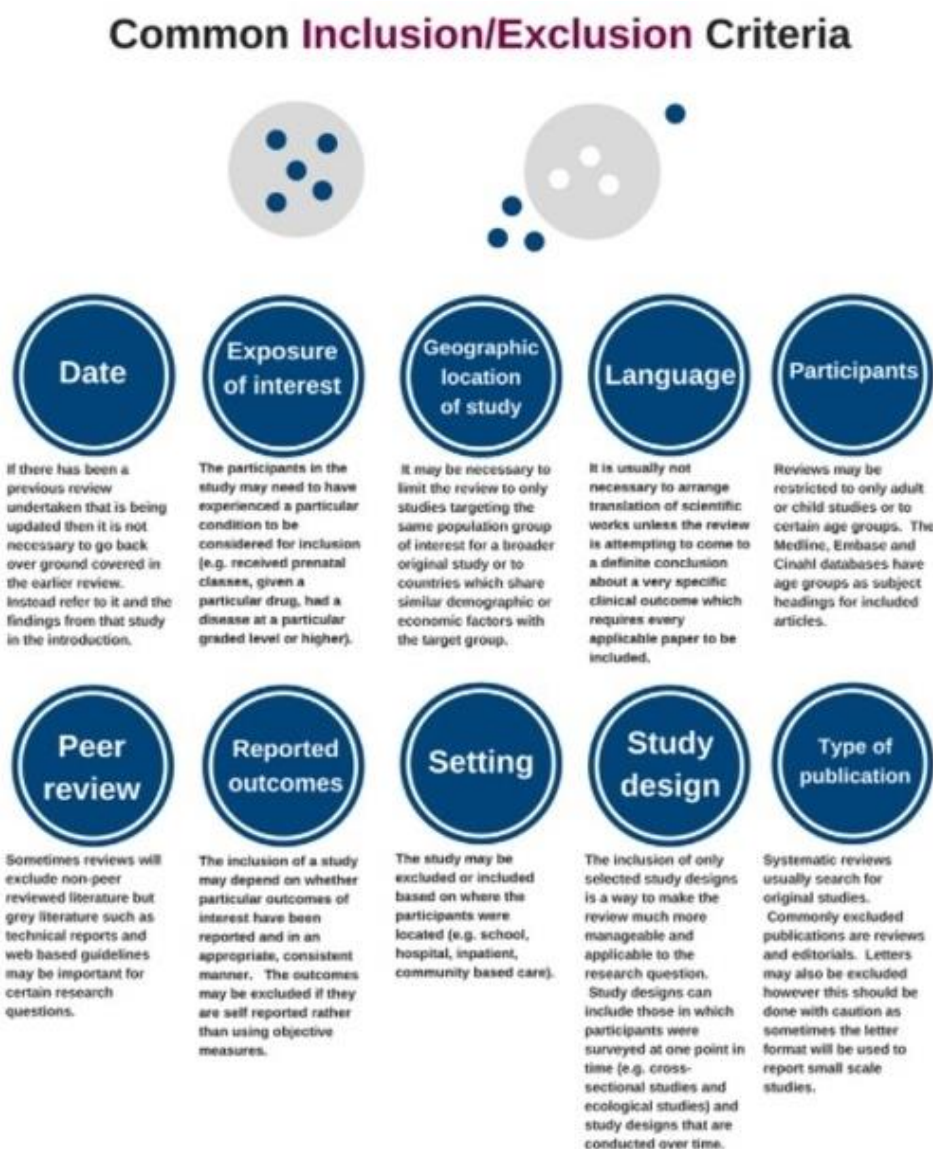 Common Inclusion/Exclusion Criteria
Date
If there has been a
previous review
undertaken that is being
updated then it is not
necessary to go back
over ground covered in
the earlier review.
Instead refer to it and the
findings from that study
in the introduction.
Exposure
of interest
The participants in the
study may need to have
experienced a particular
condition to be
considered for inclusion
(e.g. received prenatal
classes, given a
particular drug, had a
disease at a particular
graded level or higher).
Geographic
location
of study
It may be necessary to
limit the review to only
studies targeting the
same population group
of interest for a broader
original study or to
countries which share
similar demographic or
economic factors with
the target group.
Language
It is usually not
necessary to arrange
translation of scientific
works unless the review
is attempting to come to
a definite conclusion
about a very specific
clinical outcome which
requires every
applicable paper to be
included.
Participants
Reviews may be
restricted to only adult
or child studies or to
certain age groups. The
Medline, Embase and
Cinahl databases have
age groups as subject
headings for included
articles.
Peer
review
Sometimes reviews will
exclude non-peer
reviewed literature but
grey literature such as
technical reports and
web based guidelines
may be important for
certain research
questions.
Reported
outcomes
The inclusion of a study
may depend on whether
particular outcomes of
interest have been
reported and in an
appropriate, consistent
manner. The outcomes
may be excluded if they
are self reported rather
than using objective
measures.
Setting
The study may be
excluded or included
based on where the
participants were
located (e.g. school,
hospital, inpatient,
community based care).
Study
design
The inclusion of only
selected study designs
is a way to make the
review much more
manageable and
applicable to the
research question.
Study designs can
include those in which
participants were
surveyed at one point in
time (e.g. cross-
sectional studies and
ecological studies) and
study designs that are
conducted over time.
Type of
publication
Systematic reviews
usually search for
original studies.
Commonly excluded
publications are reviews
and editorials. Letters
may also be excluded
however this should be
done with caution as
sometimes the letter
format will be used to
report small scale
studies.